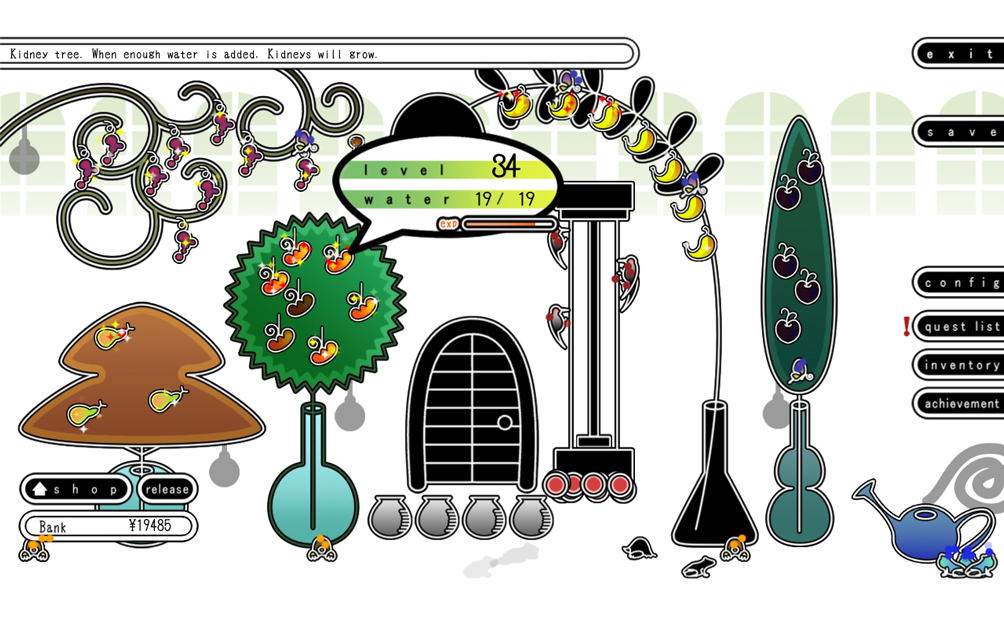 Kidney tree. When enough water is added. Kidneys will grow.
exit
save
level 34
water 19/ 19
exp
config
! quest list
inventory
achievement
shop
release
Bank ¥19485